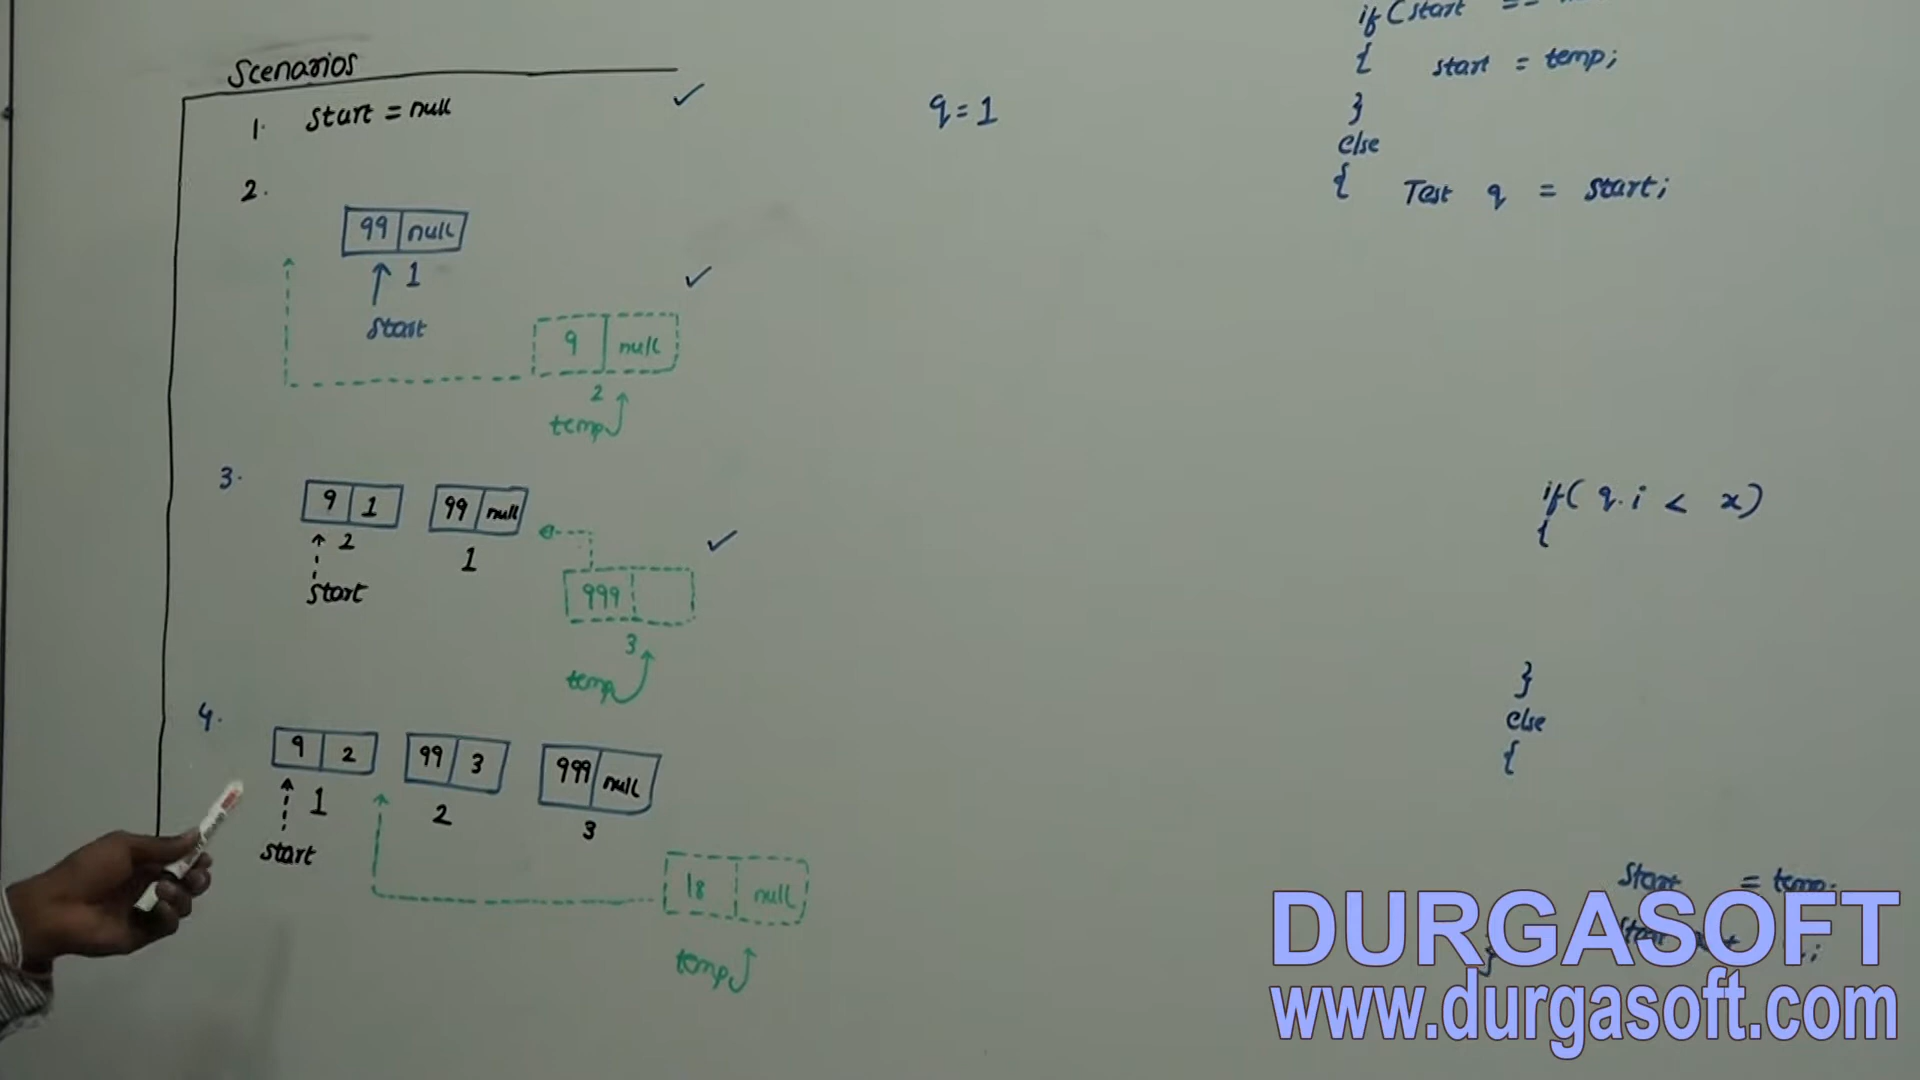 Scenarios
1. start = null
2.
99 null
1
start
9 null
2
temp
3.
9 1 99 null
2 1
start
999
3
temp
4.
9 2 99 3 999 null
1 2 3
start
18 null
temp
q = 1
if (start ==
{ start = temp;
}
else
{ Test q = start;
if( q.i < x)
{
}
else
{
start = temp;
}
DURGASOFT
www.durgasoft.com